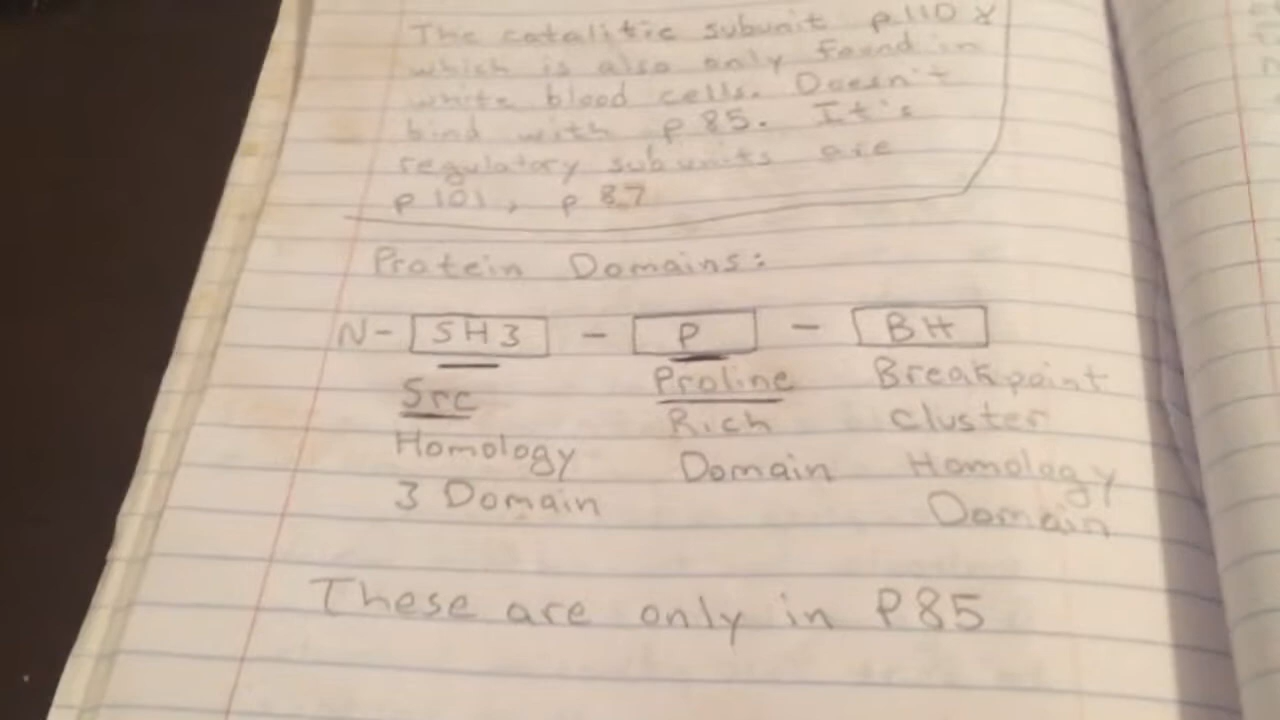 The catalitic subunit p110 γ
which is also only found in
white blood cells. Doesn't
bind with p85. It's
regulatory subunits are
p101, p87
Protein Domains:
N- SH3 - P - BH
Src Proline Breakpoint
Homology Rich Cluster
3 Domain Domain Homology
Domain
These are only in P85